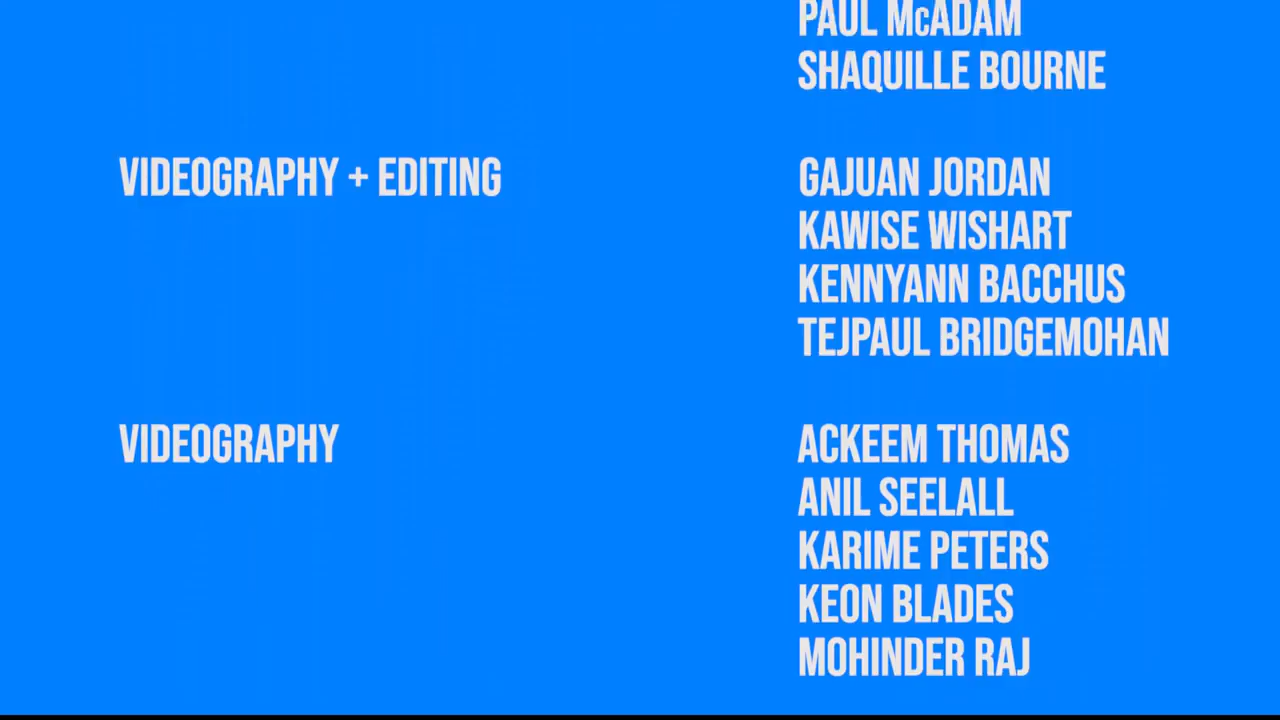 PAUL McADAM
SHAQUILLE BOURNE
VIDEOGRAPHY + EDITING
GAJUAN JORDAN
KAWISE WISHART
KENNYANN BACCHUS
TEJPAUL BRIDGEMOHAN
VIDEOGRAPHY
ACKEEM THOMAS
ANIL SEELALL
KARIME PETERS
KEON BLADES
MOHINDER RAJ